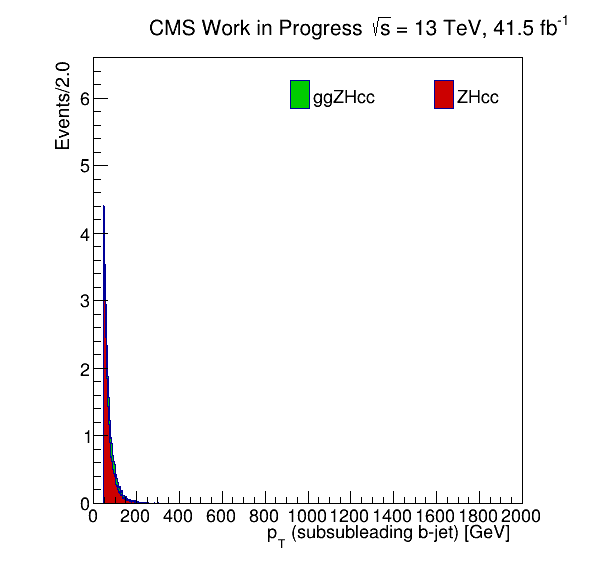 CMS Work in Progress √s = 13 TeV, 41.5 fb⁻¹
Events/2.0
ggZHcc ZHcc
6
5
4
3
2
1
0
0 200 400 600 800 1000 1200 1400 1600 1800 2000
p_T (subsubleading b-jet) [GeV]